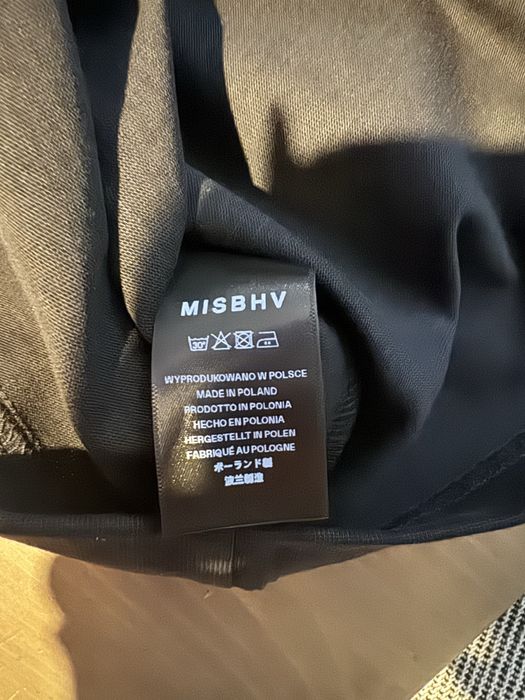 MISBHV
30°
WYPRODUKOWANO W POLSCE
MADE IN POLAND
PRODOTTO IN POLONIA
HECHO EN POLONIA
HERGESTELLT IN POLEN
FABRIQUÉ AU POLOGNE
ポーランド製
波兰制造